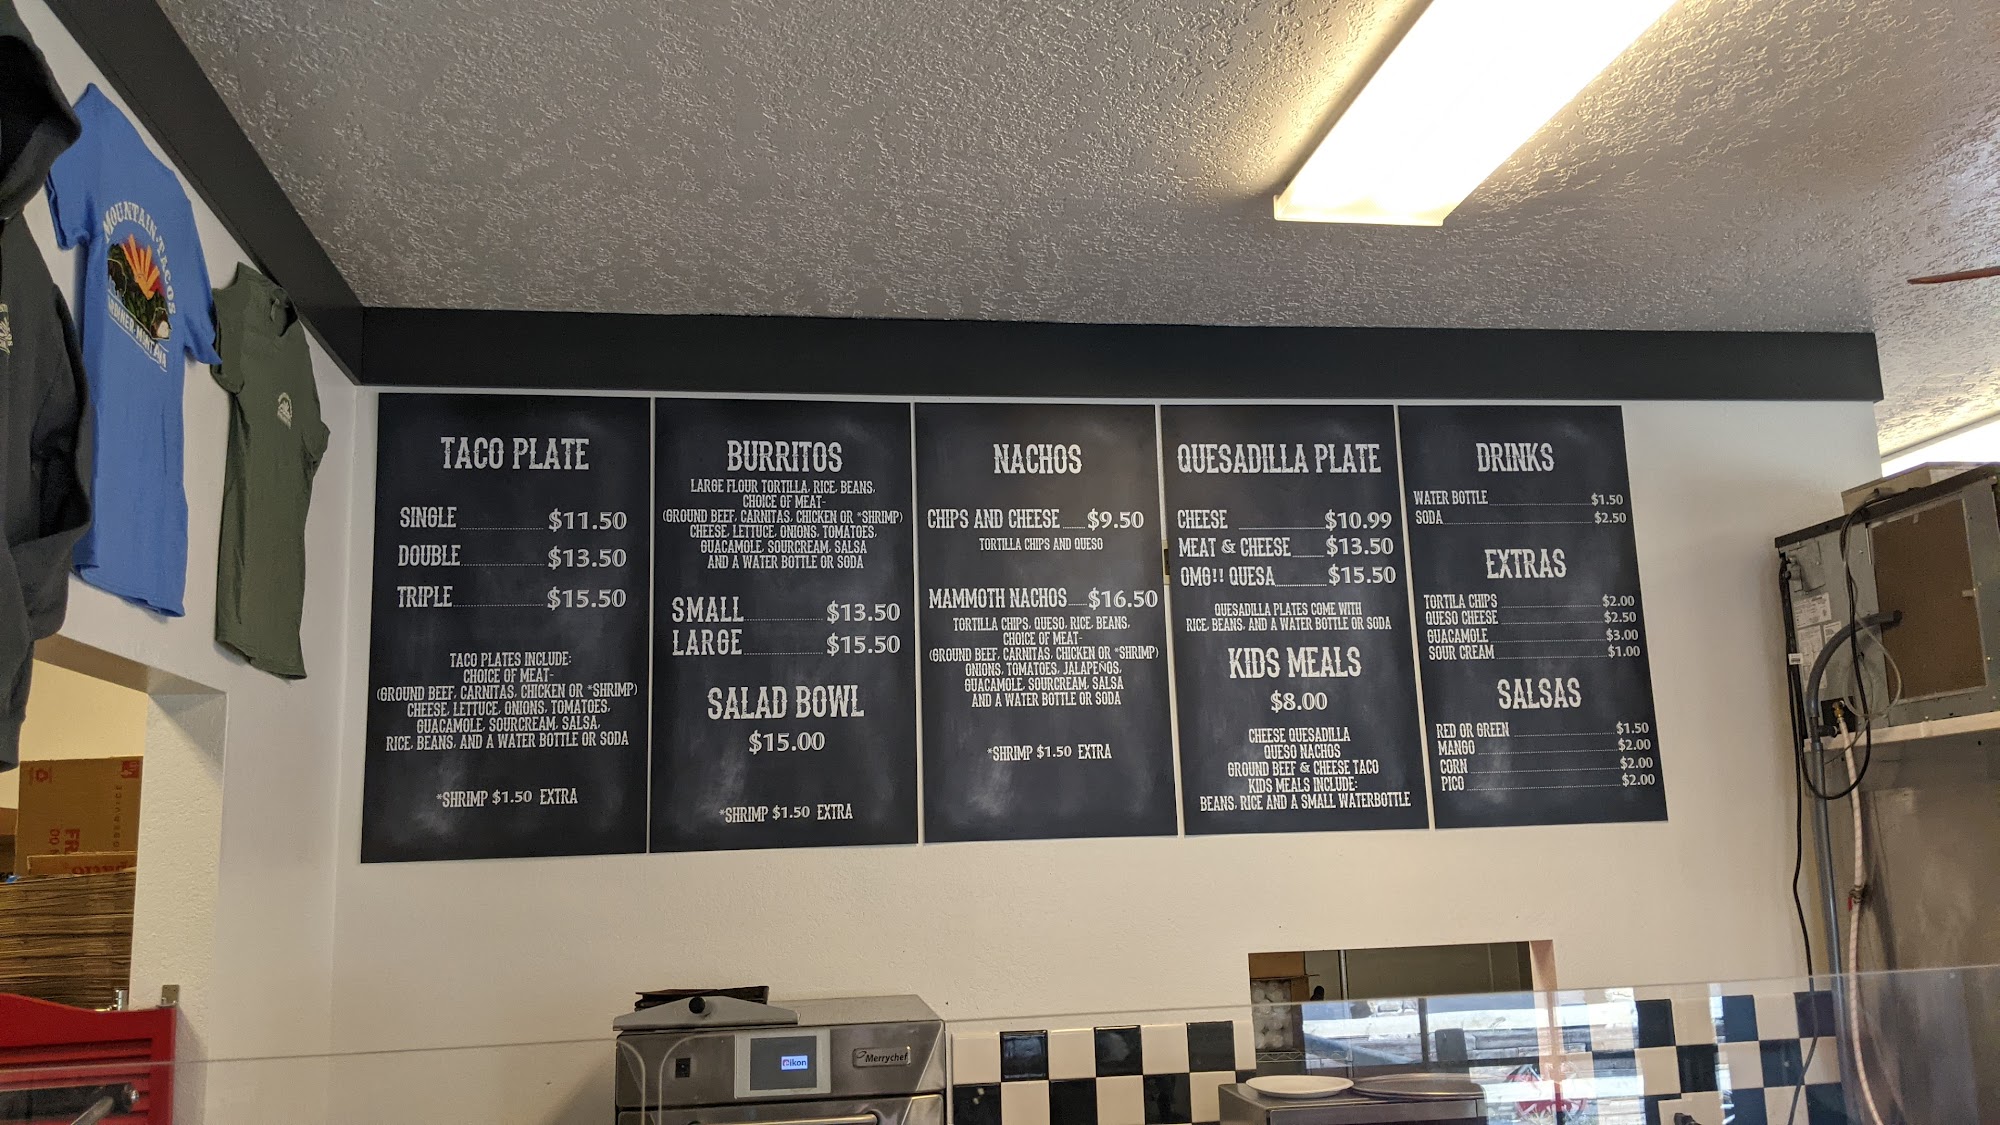 MOUNTAIN TACOS
GARDINER-MONTANA
TACO PLATE
SINGLE $11.50
DOUBLE $13.50
TRIPLE $15.50
TACO PLATES INCLUDE:
CHOICE OF MEAT-
(GROUND BEEF, CARNITAS, CHICKEN OR *SHRIMP)
CHEESE, LETTUCE, ONIONS, TOMATOES,
GUACAMOLE, SOURCREAM, SALSA,
RICE, BEANS, AND A WATER BOTTLE OR SODA
*SHRIMP $1.50 EXTRA
BURRITOS
LARGE FLOUR TORTILLA, RICE, BEANS,
CHOICE OF MEAT-
(GROUND BEEF, CARNITAS, CHICKEN OR *SHRIMP)
CHEESE, LETTUCE, ONIONS, TOMATOES,
GUACAMOLE, SOURCREAM, SALSA
AND A WATER BOTTLE OR SODA
SMALL $13.50
LARGE $15.50
SALAD BOWL
$15.00
*SHRIMP $1.50 EXTRA
NACHOS
CHIPS AND CHEESE $9.50
TORTILLA CHIPS AND QUESO
MAMMOTH NACHOS $16.50
TORTILLA CHIPS, QUESO, RICE, BEANS,
CHOICE OF MEAT-
(GROUND BEEF, CARNITAS, CHICKEN OR *SHRIMP)
ONIONS, TOMATOES, JALAPEÑOS,
GUACAMOLE, SOURCREAM, SALSA
AND A WATER BOTTLE OR SODA
*SHRIMP $1.50 EXTRA
QUESADILLA PLATE
CHEESE $10.99
MEAT & CHEESE $13.50
OMG!! QUESA $15.50
QUESADILLA PLATES COME WITH
RICE, BEANS, AND A WATER BOTTLE OR SODA
KIDS MEALS
$8.00
CHEESE QUESADILLA
QUESO NACHOS
GROUND BEEF & CHEESE TACO
KIDS MEALS INCLUDE:
BEANS, RICE AND A SMALL WATERBOTTLE
DRINKS
WATER BOTTLE $1.50
SODA $2.50
EXTRAS
TORTILA CHIPS $2.00
QUESO CHEESE $2.50
GUACAMOLE $3.00
SOUR CREAM $1.00
SALSAS
RED OR GREEN $1.50
MANGO $2.00
CORN $2.00
PICO $2.00
eikon
Merrychef